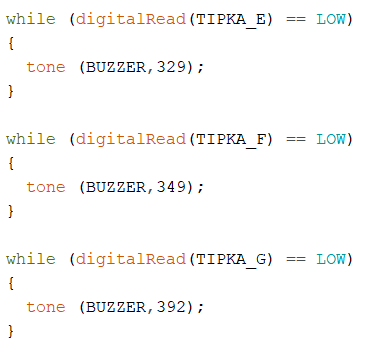 while (digitalRead(TIPKA_E) == LOW)
{
  tone (BUZZER,329);
}

while (digitalRead(TIPKA_F) == LOW)
{
  tone (BUZZER,349);
}

while (digitalRead(TIPKA_G) == LOW)
{
  tone (BUZZER,392);
}